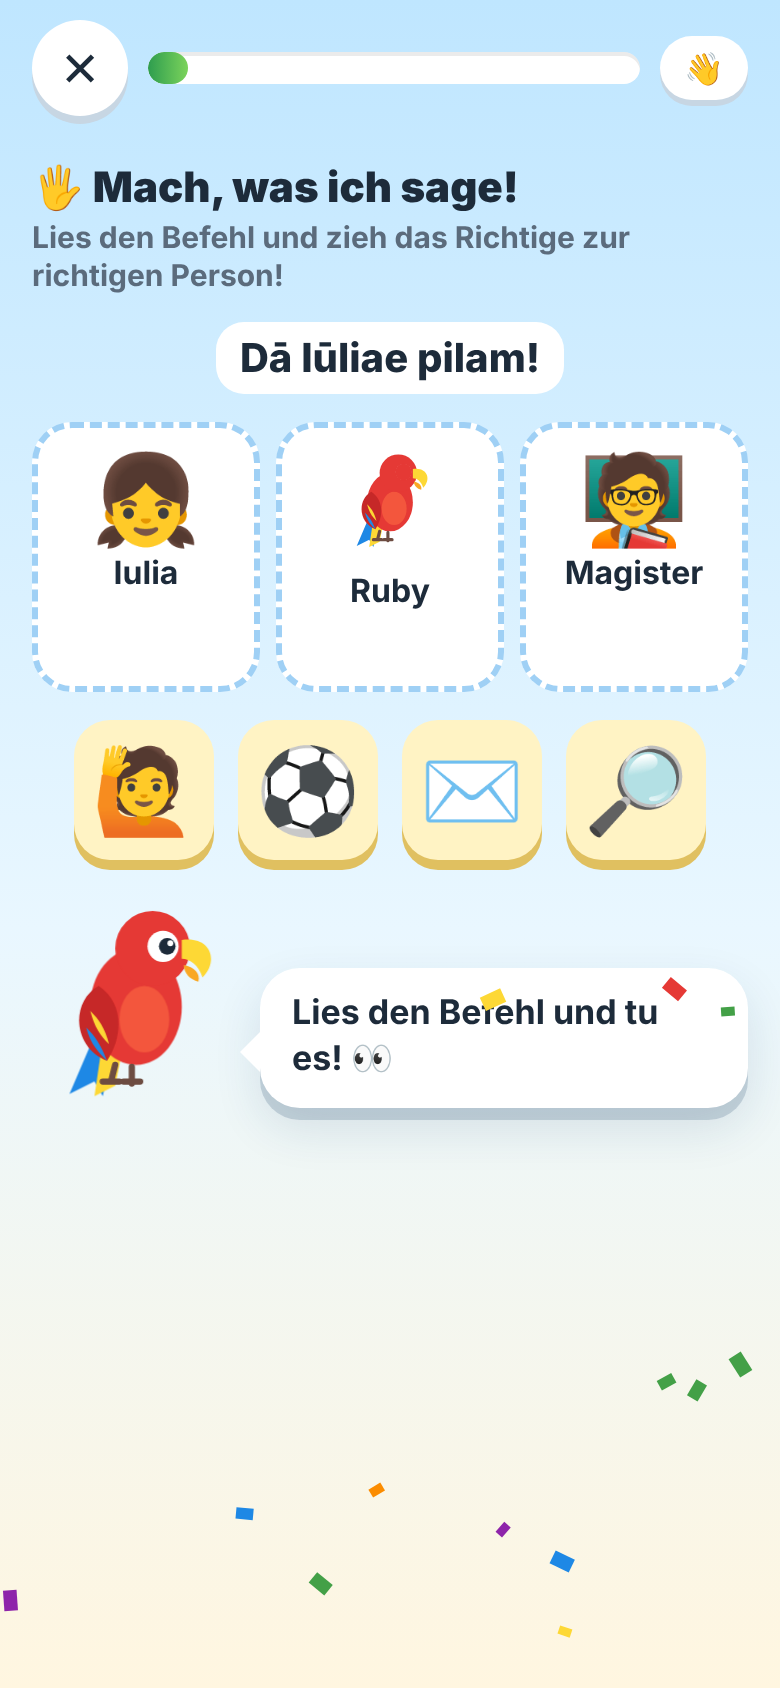 Mach, was ich sage!
Lies den Befehl und zieh das Richtige zur
richtigen Person!
Dā Iūliae pilam!
Iulia
Ruby
Magister
Lies den Befehl und tu
es!